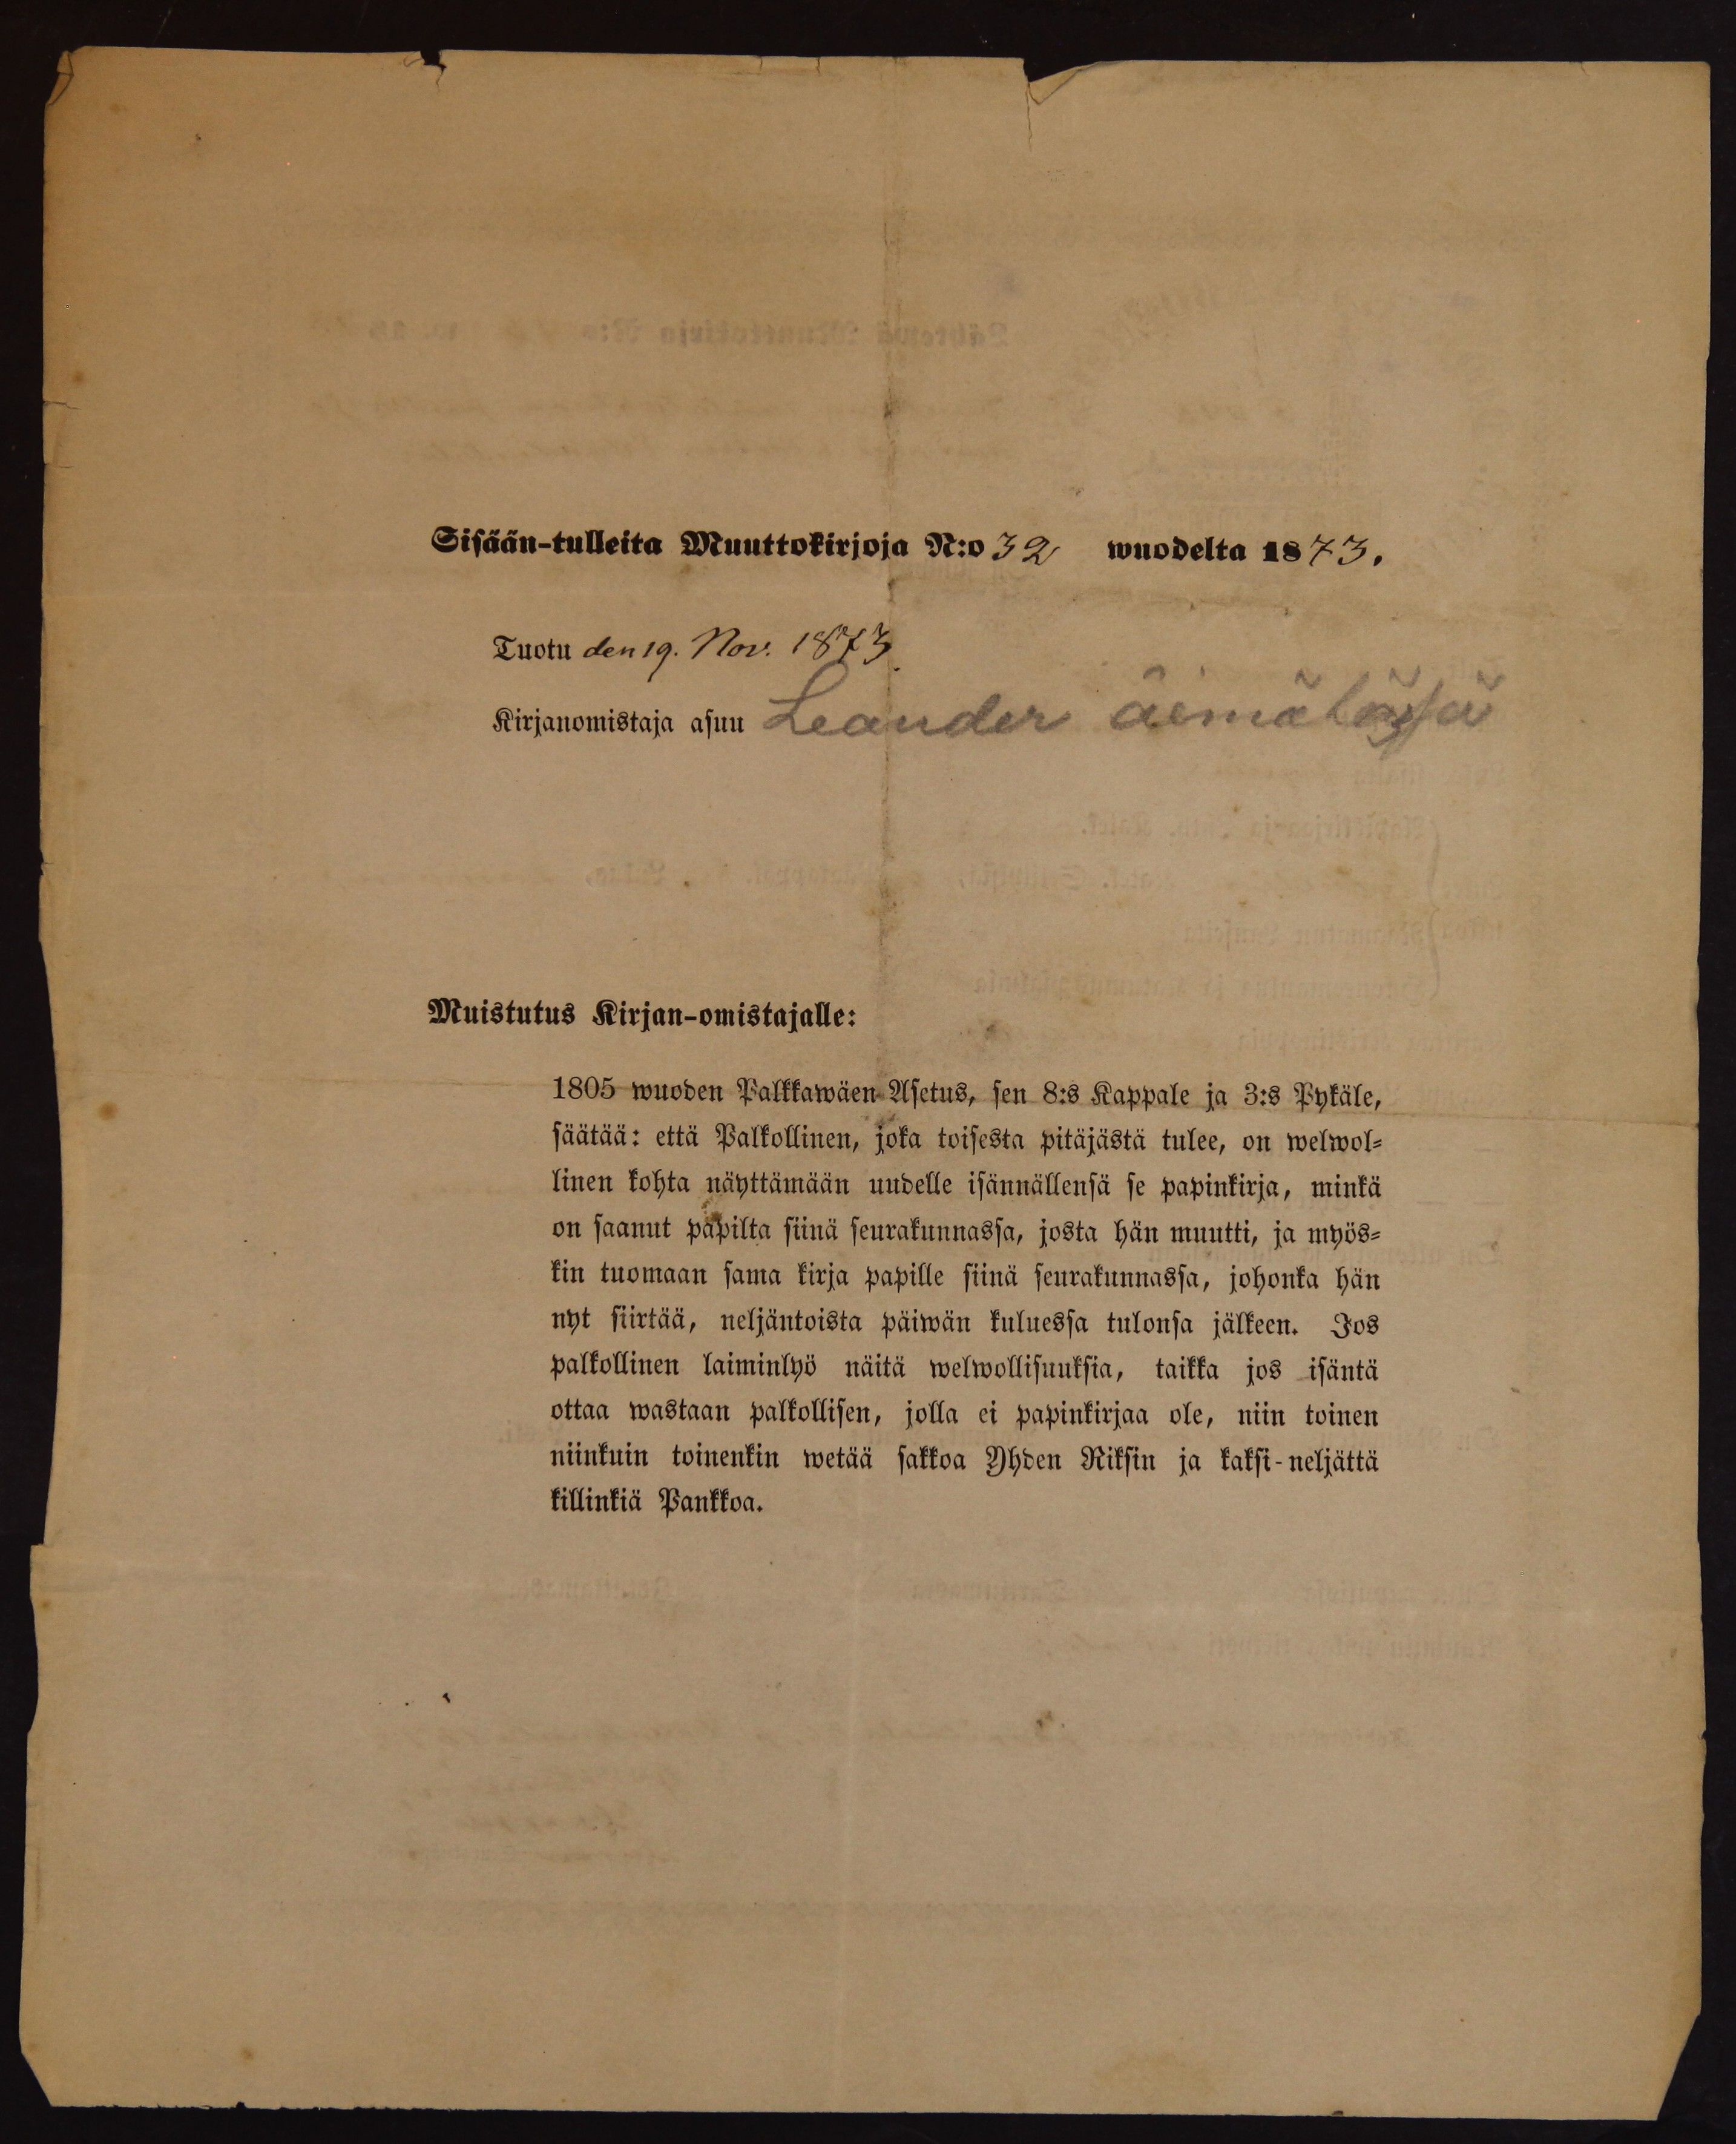 Sisään-tulleita Muuttokirjoja N:o 32 wuodelta 1873.
Tuotu den 19. Nov. 1873
Kirjanomistaja asuu Leander
Muistutus Kirjan-omistajalle:
1805 wuoden Palkkawäen Asetus, sen 8:s Kappale ja 3:s Pykäle,
säätää: että Palkollinen, joka toisesta pitäjästä tulee, on welwol=
linen kohta näyttämään uudelle isännällensä se papinkirja, minkä
on saanut papilta siinä seurakunnassa, josta hän muutti, ja myös=
kin tuomaan sama kirja papille siinä seurakunnassa, johonka hän
nyt siirtää, neljäntoista päiwän kuluessa tulonsa jälkeen. Jos
palkollinen laiminlyö näitä welwollisuuksia, taikka jos isäntä
ottaa wastaan palkollisen, jolla ei papinkirjaa ole, niin toinen
niinkuin toinenkin wetää sakkoa Yhden Riksin ja kaksi-neljättä
killinkiä Pankkoa.